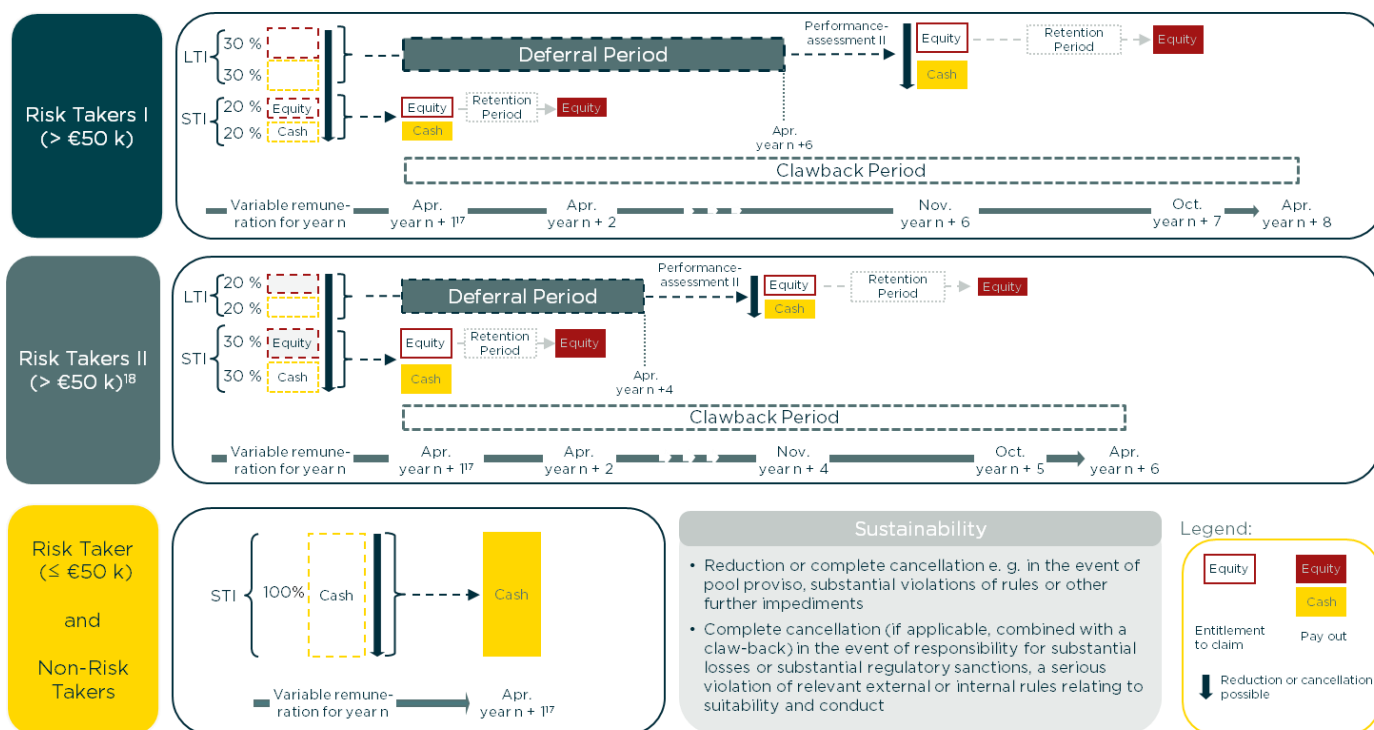 Risk Takers I
(> €50 k)
LTI
30 %
30 %
STI
20 %
20 %
Equity
Cash
Deferral Period
Performance-
assessment II
Equity
Cash
Retention
Period
Equity
Equity
Cash
Retention
Period
Equity
Apr.
year n +6
Clawback Period
Variable remune-
ration for year n
Apr.
year n + 1¹⁷
Apr.
year n + 2
Nov.
year n + 6
Oct.
year n + 7
Apr.
year n + 8
Risk Takers II
(> €50 k)¹⁸
LTI
20 %
20 %
STI
30 %
30 %
Equity
Cash
Deferral Period
Performance-
assessment II
Equity
Cash
Retention
Period
Equity
Equity
Cash
Retention
Period
Equity
Apr.
year n +4
Clawback Period
Variable remune-
ration for year n
Apr.
year n + 1¹⁷
Apr.
year n + 2
Nov.
year n + 4
Oct.
year n + 5
Apr.
year n + 6
Risk Taker
(≤ €50 k)
and
Non-Risk
Takers
STI
100%
Cash
Cash
Variable remune-
ration for year n
Apr.
year n + 1¹⁷
Sustainability
• Reduction or complete cancellation e. g. in the event of
pool proviso, substantial violations of rules or other
further impediments
• Complete cancellation (if applicable, combined with a
claw-back) in the event of responsibility for substantial
losses or substantial regulatory sanctions, a serious
violation of relevant external or internal rules relating to
suitability and conduct
Legend:
Equity
Equity
Cash
Entitlement
to claim
Pay out
Reduction or cancellation
possible